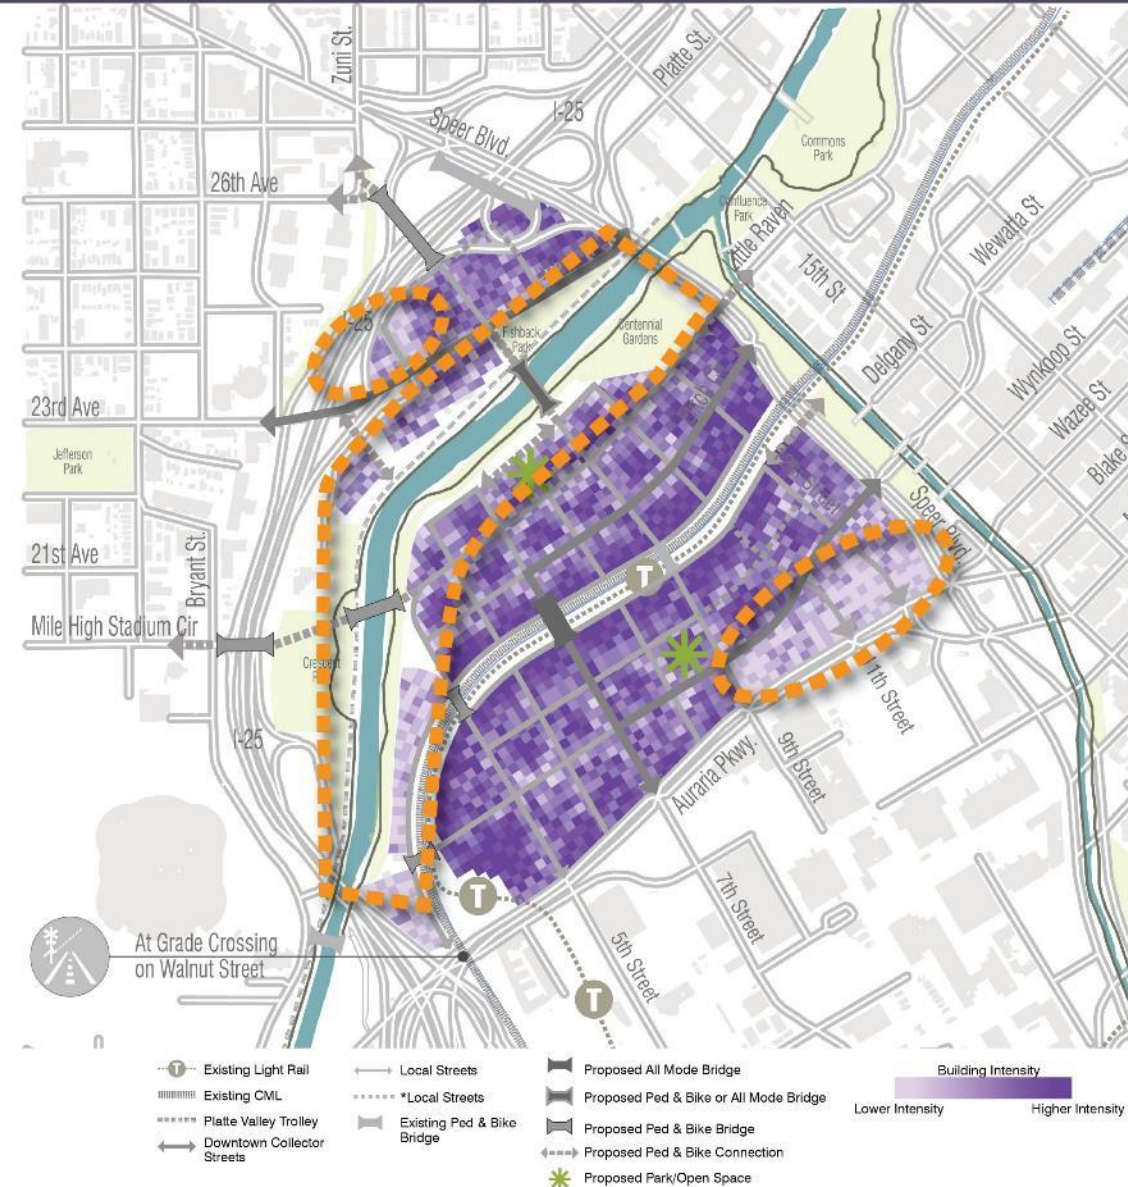 Zuni St.
Platte St.
I-25
Speer Blvd.
Commons
Park
26th Ave
Confluence
Park
Little Raven
Wewatta St
15th St
I-25
Fishback
Park
Centennial
Gardens
Delgany St
Wynkoop St
23rd Ave
Wazee St
Jefferson
Park
Speer Blvd.
21st Ave
Bryant St.
T
Mile High Stadium Cir
11th Street
I-25
9th Street
Auraria Pkwy.
T
7th Street
At Grade Crossing
on Walnut Street
5th Street
T
T Existing Light Rail
Existing CML
Platte Valley Trolley
Downtown Collector
Streets
Local Streets
*Local Streets
Existing Ped & Bike
Bridge
Proposed All Mode Bridge
Proposed Ped & Bike or All Mode Bridge
Proposed Ped & Bike Bridge
Proposed Ped & Bike Connection
Proposed Park/Open Space
Building Intensity
Lower Intensity
Higher Intensity